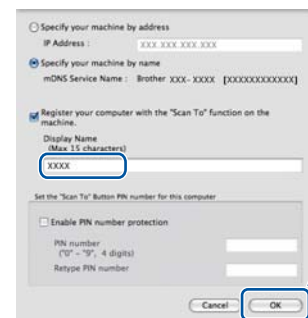 Specify your machine by address
IP Address : XXX.XXX.XXX.XXX
Specify your machine by name
mDNS Service Name : Brother XXX-XXXX [XXXXXXXXXXXX]
Register your computer with the "Scan To" function on the
machine.
Display Name
(Max 15 characters)
XXXX
Set the "Scan To" Button PIN number for this computer
Enable PIN number protection
PIN number
("0" - "9", 4 digits)
Retype PIN number
Cancel OK